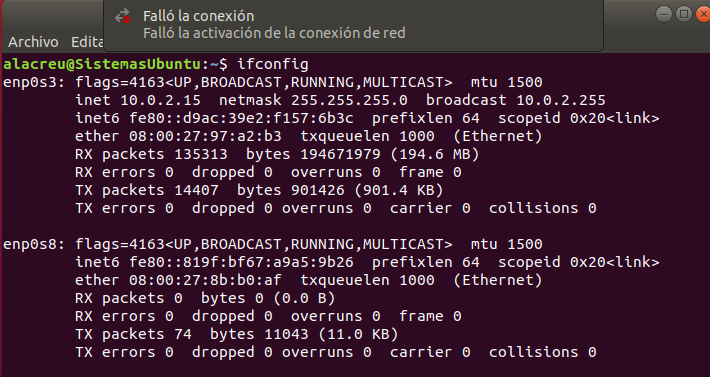 Falló la conexión
Falló la activación de la conexión de red
Archivo Edita
alacreu@SistemasUbuntu:~$ ifconfig
enp0s3: flags=4163<UP,BROADCAST,RUNNING,MULTICAST>  mtu 1500
        inet 10.0.2.15  netmask 255.255.255.0  broadcast 10.0.2.255
        inet6 fe80::d9ac:39e2:f157:6b3c  prefixlen 64  scopeid 0x20<link>
        ether 08:00:27:97:a2:b3  txqueuelen 1000  (Ethernet)
        RX packets 135313  bytes 194671979 (194.6 MB)
        RX errors 0  dropped 0  overruns 0  frame 0
        TX packets 14407  bytes 901426 (901.4 KB)
        TX errors 0  dropped 0 overruns 0  carrier 0  collisions 0

enp0s8: flags=4163<UP,BROADCAST,RUNNING,MULTICAST>  mtu 1500
        inet6 fe80::819f:bf67:a9a5:9b26  prefixlen 64  scopeid 0x20<link>
        ether 08:00:27:8b:b0:af  txqueuelen 1000  (Ethernet)
        RX packets 0  bytes 0 (0.0 B)
        RX errors 0  dropped 0  overruns 0  frame 0
        TX packets 74  bytes 11043 (11.0 KB)
        TX errors 0  dropped 0 overruns 0  carrier 0  collisions 0